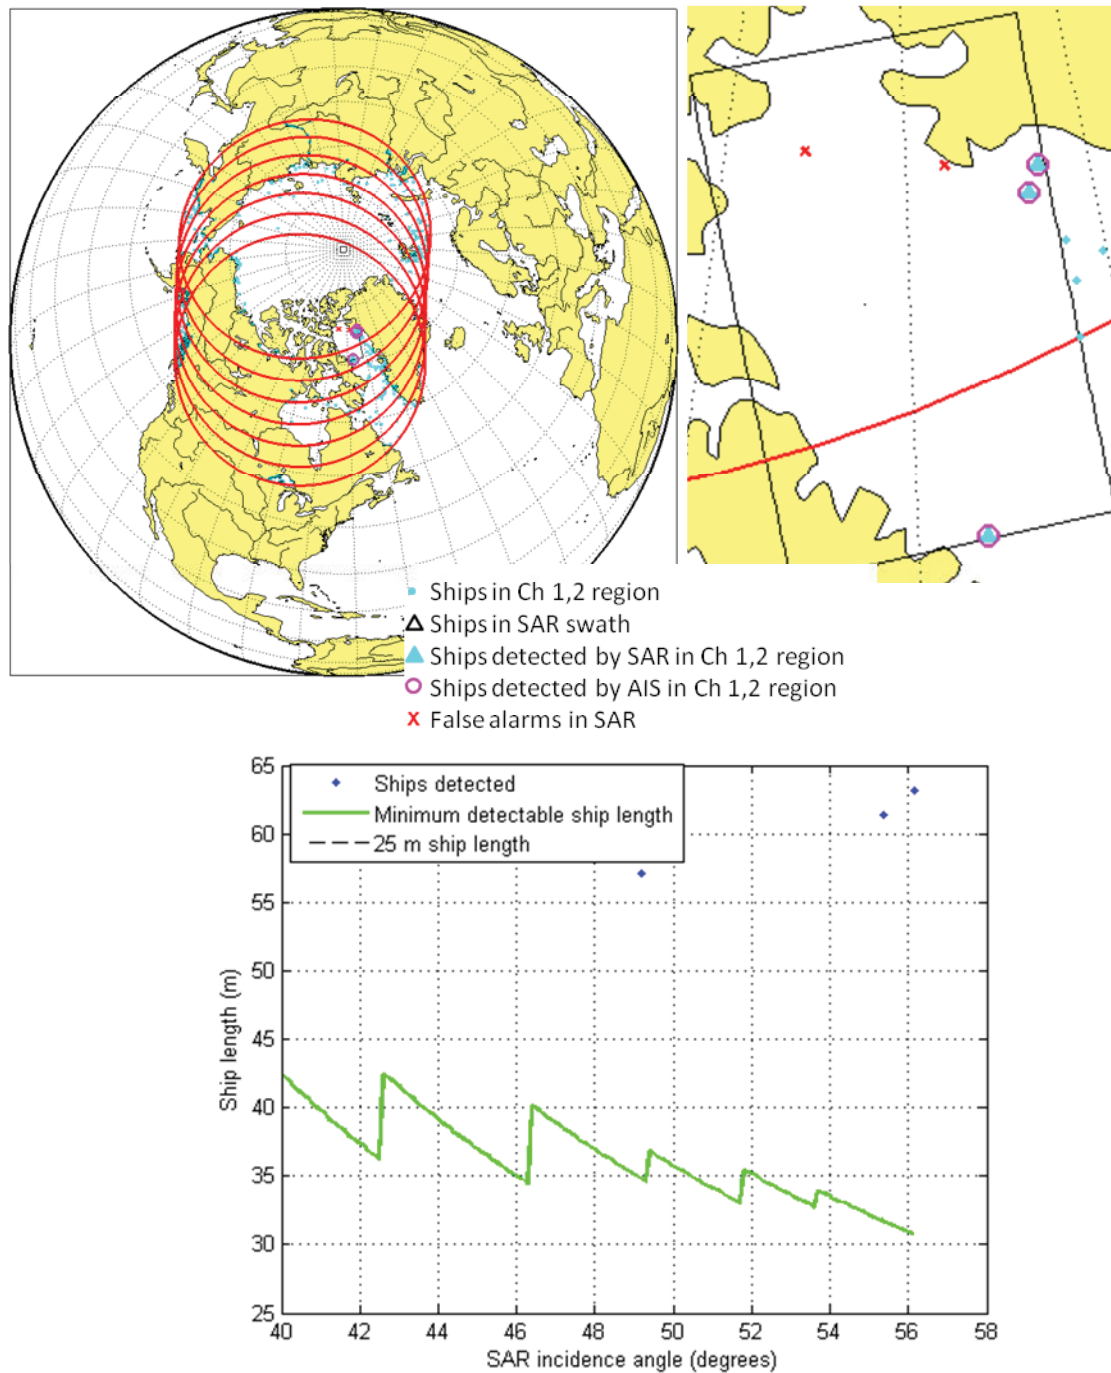 Ships in Ch 1,2 region
Ships in SAR swath
Ships detected by SAR in Ch 1,2 region
Ships detected by AIS in Ch 1,2 region
False alarms in SAR
65
60
55
50
45
40
35
30
25
Ship length (m)
Ships detected
Minimum detectable ship length
25 m ship length
40 42 44 46 48 50 52 54 56 58
SAR incidence angle (degrees)